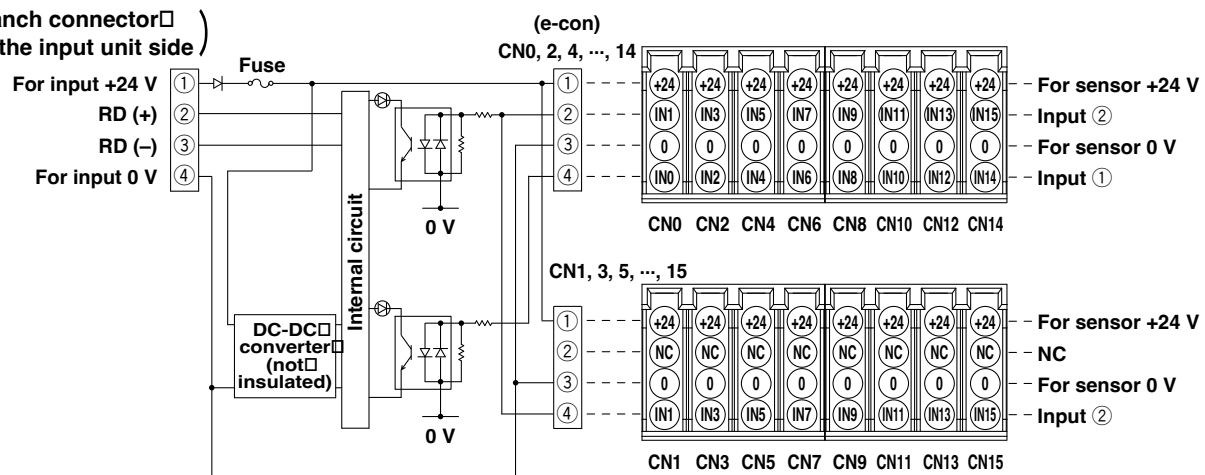 anch connector□
the input unit side
For input +24 V ①
RD (+) ②
RD (–) ③
For input 0 V ④
Fuse
Internal circuit
DC-DC□
converter□
(not□
insulated)
0 V
0 V
(e-con)
CN0, 2, 4, ···, 14
①
②
③
④
+24 +24 +24 +24 +24 +24 +24 +24
For sensor +24 V
IN1 IN3 IN5 IN7 IN9 IN11 IN13 IN15
Input ②
0 0 0 0 0 0 0 0
For sensor 0 V
IN0 IN2 IN4 IN6 IN8 IN10 IN12 IN14
Input ①
CN0 CN2 CN4 CN6 CN8 CN10 CN12 CN14
CN1, 3, 5, ···, 15
①
②
③
④
+24 +24 +24 +24 +24 +24 +24 +24
For sensor +24 V
NC NC NC NC NC NC NC NC
NC
0 0 0 0 0 0 0 0
For sensor 0 V
IN1 IN3 IN5 IN7 IN9 IN11 IN13 IN15
Input ②
CN1 CN3 CN5 CN7 CN9 CN11 CN13 CN15